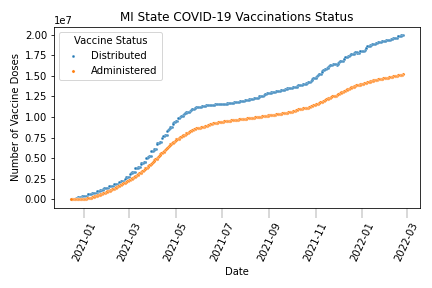 MI State COVID-19 Vaccinations Status
1e7
Vaccine Status
Distributed
Administered
Number of Vaccine Doses
2.00
1.75
1.50
1.25
1.00
0.75
0.50
0.25
0.00
2021-01
2021-03
2021-05
2021-07
2021-09
2021-11
2022-01
2022-03
Date